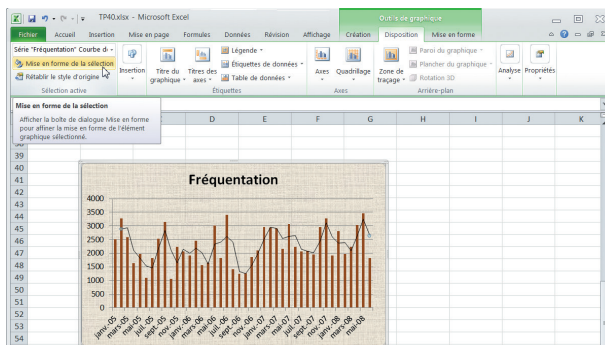 TP40.xlsx - Microsoft Excel
Outils de graphique
Fichier Accueil Insertion Mise en page Formules Données Révision Affichage Création Disposition Mise en forme
Série "Fréquentation" Courbe d
Mise en forme de la sélection
Rétablir le style d'origine
Sélection active
Insertion
Titre du graphique
Titres des axes
Légende
Étiquettes de données
Table de données
Étiquettes
Axes
Quadrillage
Axes
Zone de traçage
Paroi du graphique
Plancher du graphique
Rotation 3D
Arrière-plan
Analyse
Propriétés
Mise en forme de la sélection
Afficher la boîte de dialogue Mise en forme
pour affiner la mise en forme de l'élément
graphique sélectionné.
D E F G H I J K
39
40
41
42
43
44
45
46
47
48
49
50
51
52
53
54
Fréquentation
4000
3500
3000
2500
2000
1500
1000
500
0
janv.-05 mars-05 mai-05 juil.-05 sept.-05 nov.-05 janv.-06 mars-06 mai-06 juil.-06 sept.-06 nov.-06 janv.-07 mars-07 mai-07 juil.-07 sept.-07 nov.-07 janv.-08 mars-08 mai-08